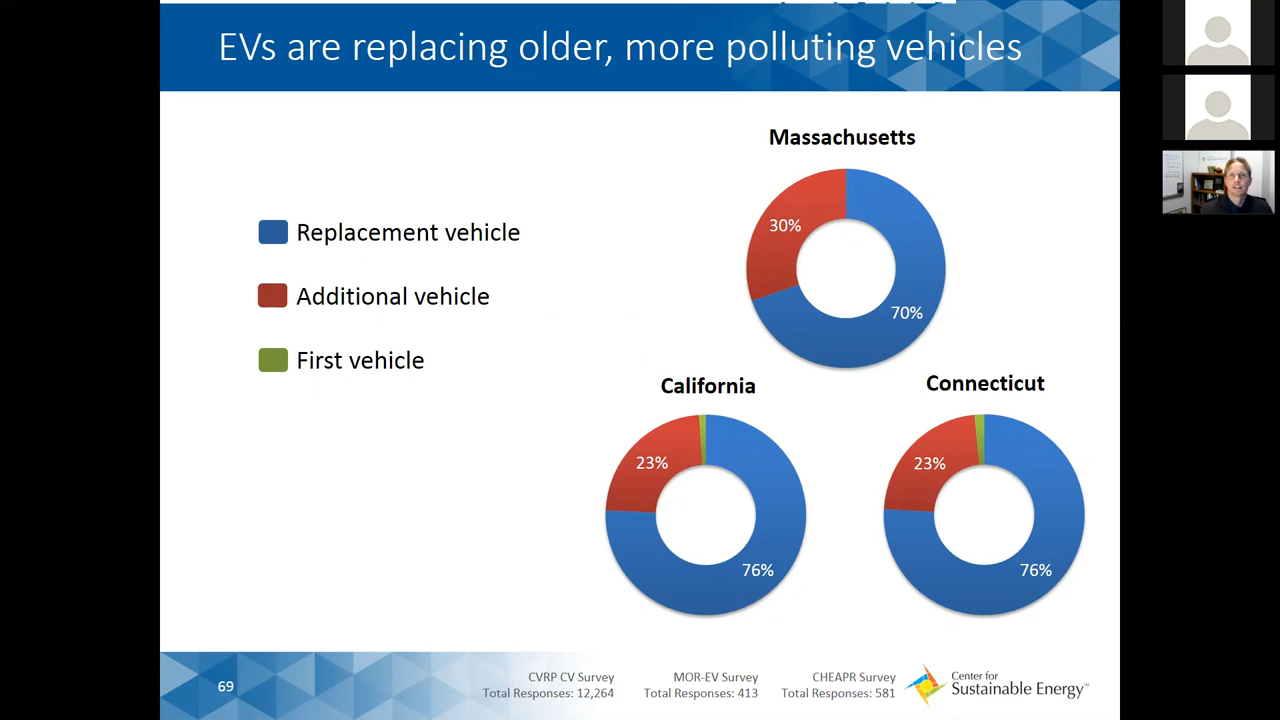 EVs are replacing older, more polluting vehicles
Massachusetts
Replacement vehicle
Additional vehicle
First vehicle
30%
70%
California
Connecticut
23%
76%
23%
76%
69
CVRP CV Survey
Total Responses: 12,264
MOR-EV Survey
Total Responses: 413
CHEAPR Survey
Total Responses: 581
Center for
Sustainable Energy™